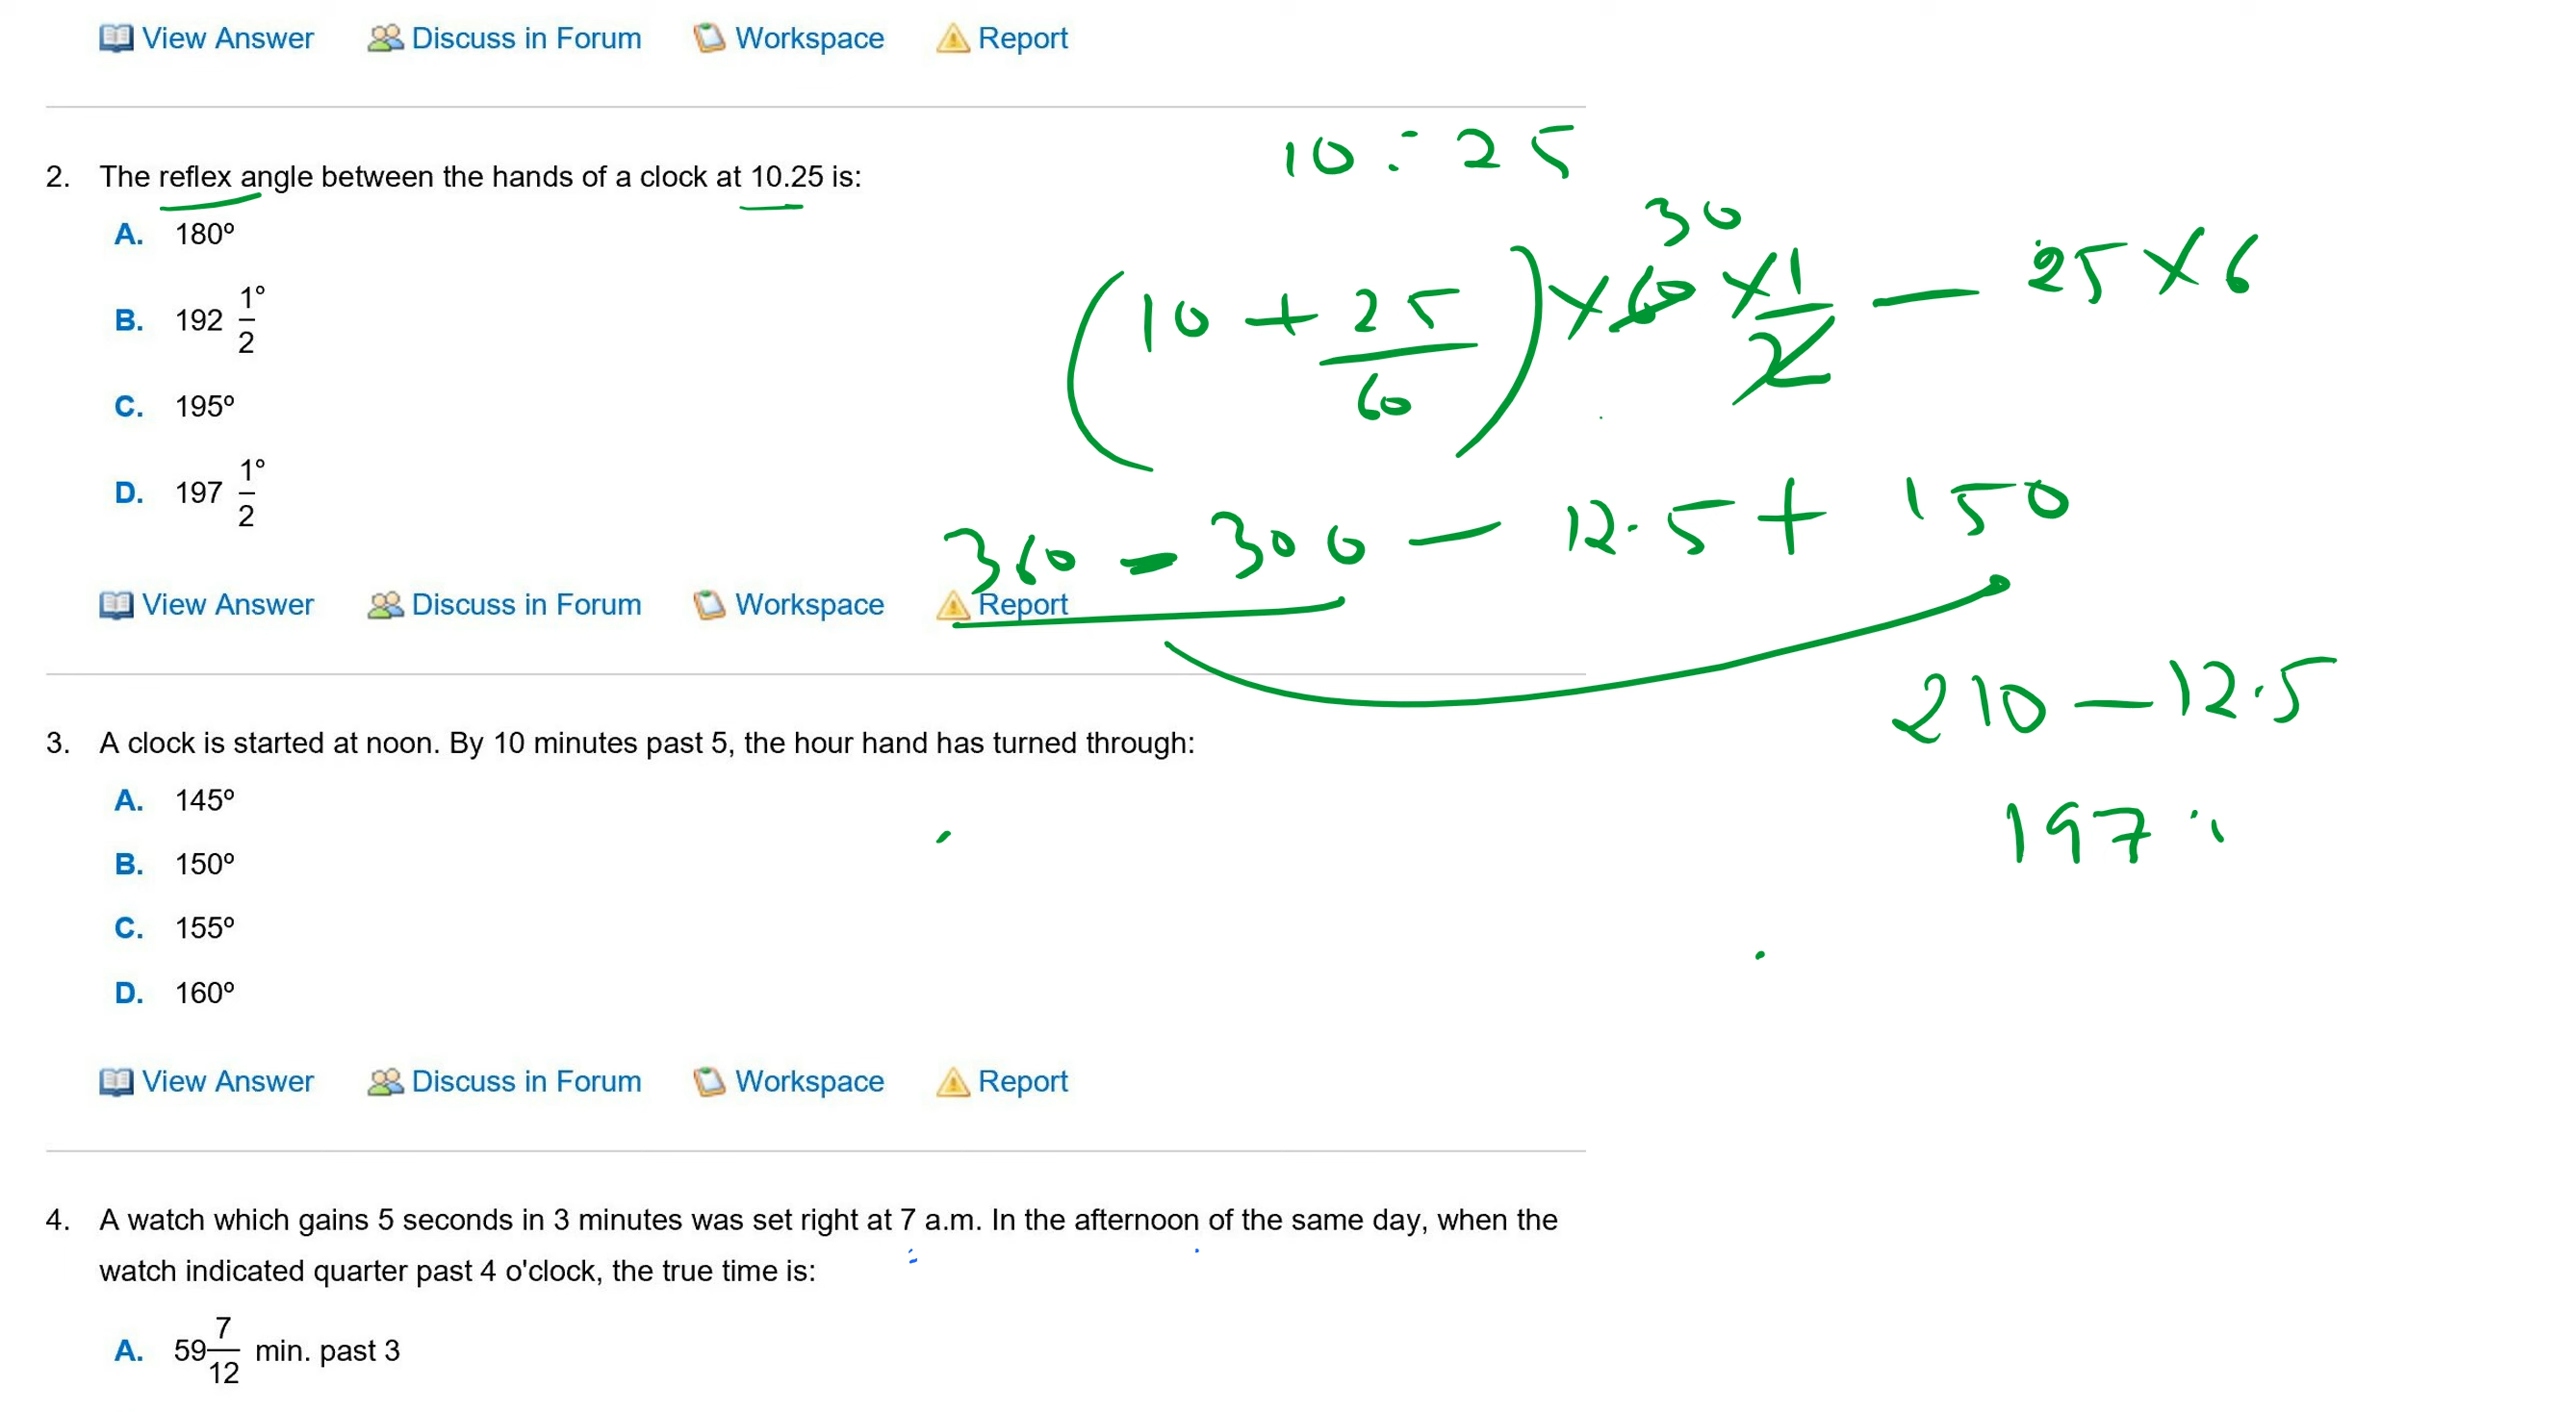 View Answer Discuss in Forum Workspace Report
10:25
2. The reflex angle between the hands of a clock at 10.25 is:
A. 180º
B. 192 1°/2
C. 195º
D. 197 1°/2
30
(10 + 25/60) × 60 × 1/2 — 25 × 6
360 - 300 — 12.5 + 150
View Answer Discuss in Forum Workspace Report
210 — 12.5
197.
3. A clock is started at noon. By 10 minutes past 5, the hour hand has turned through:
A. 145º
B. 150º
C. 155º
D. 160º
View Answer Discuss in Forum Workspace Report
4. A watch which gains 5 seconds in 3 minutes was set right at 7 a.m. In the afternoon of the same day, when the
watch indicated quarter past 4 o'clock, the true time is:
A. 59 7/12 min. past 3